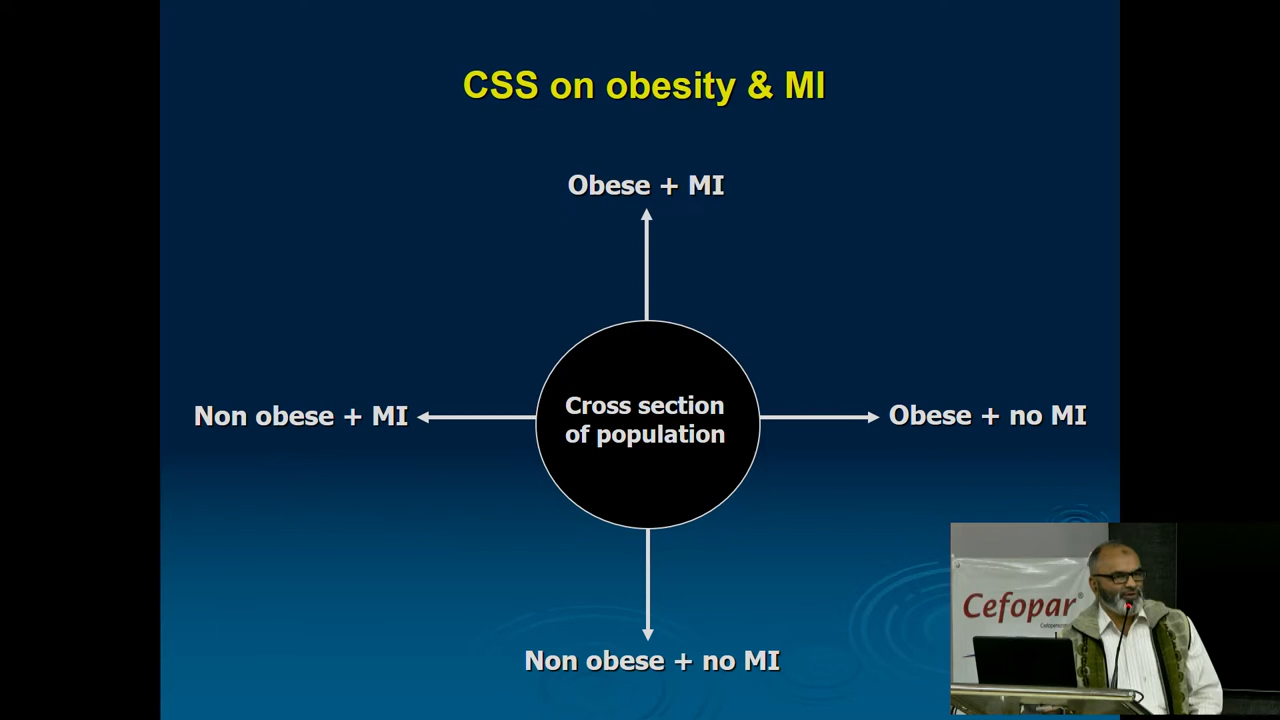 CSS on obesity & MI
Obese + MI
Non obese + MI
Cross section
of population
Obese + no MI
Non obese + no MI
Cefopar®